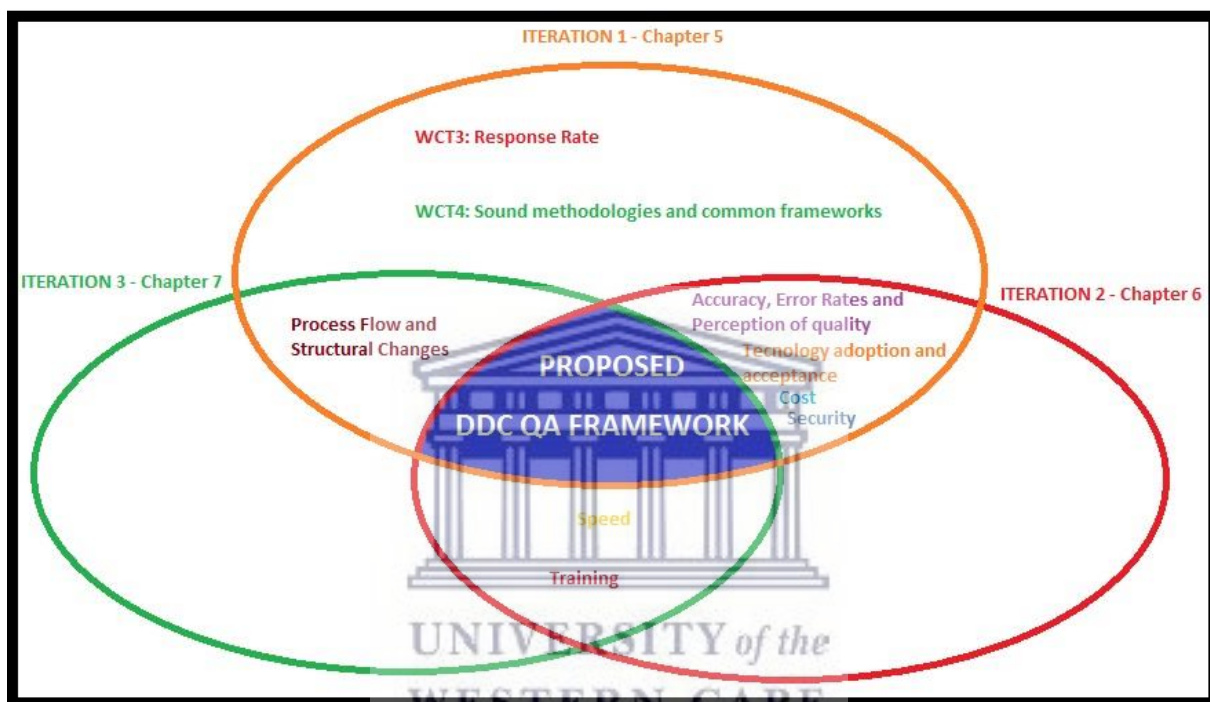 ITERATION 1 - Chapter 5
WCT3: Response Rate
WCT4: Sound methodologies and common frameworks
ITERATION 3 - Chapter 7
ITERATION 2 - Chapter 6
Process Flow and
Structural Changes
Accuracy, Error Rates and
Perception of quality
Tecnology adoption and
acceptance
Cost
Security
PROPOSED
DDC QA FRAMEWORK
Speed
Training
UNIVERSITY of the
WESTERN CAPE